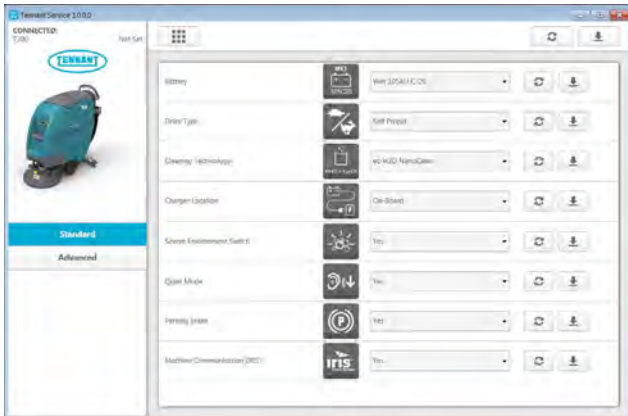 Tennant Service 1.0.0.0
CONNECTED:
T300 Not Set
TENNANT
Standard
Advanced
Battery Wet 105AH C/20
Drive Type Self Propel
Cleaning Technology ec-H2O NanoClean
Charger Location On-Board
Severe Environment Switch Yes
Quiet Mode Yes
Parking Brake P Yes
Machine Communication (IRIS) iris Yes